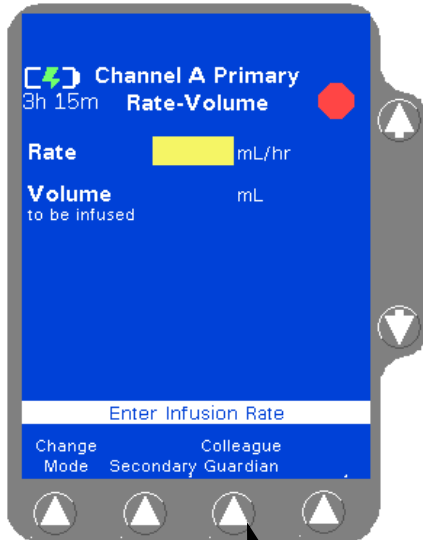 Channel A Primary
3h 15m Rate-Volume
Rate mL/hr
Volume mL
to be infused
Enter Infusion Rate
Change Colleague
Mode Secondary Guardian